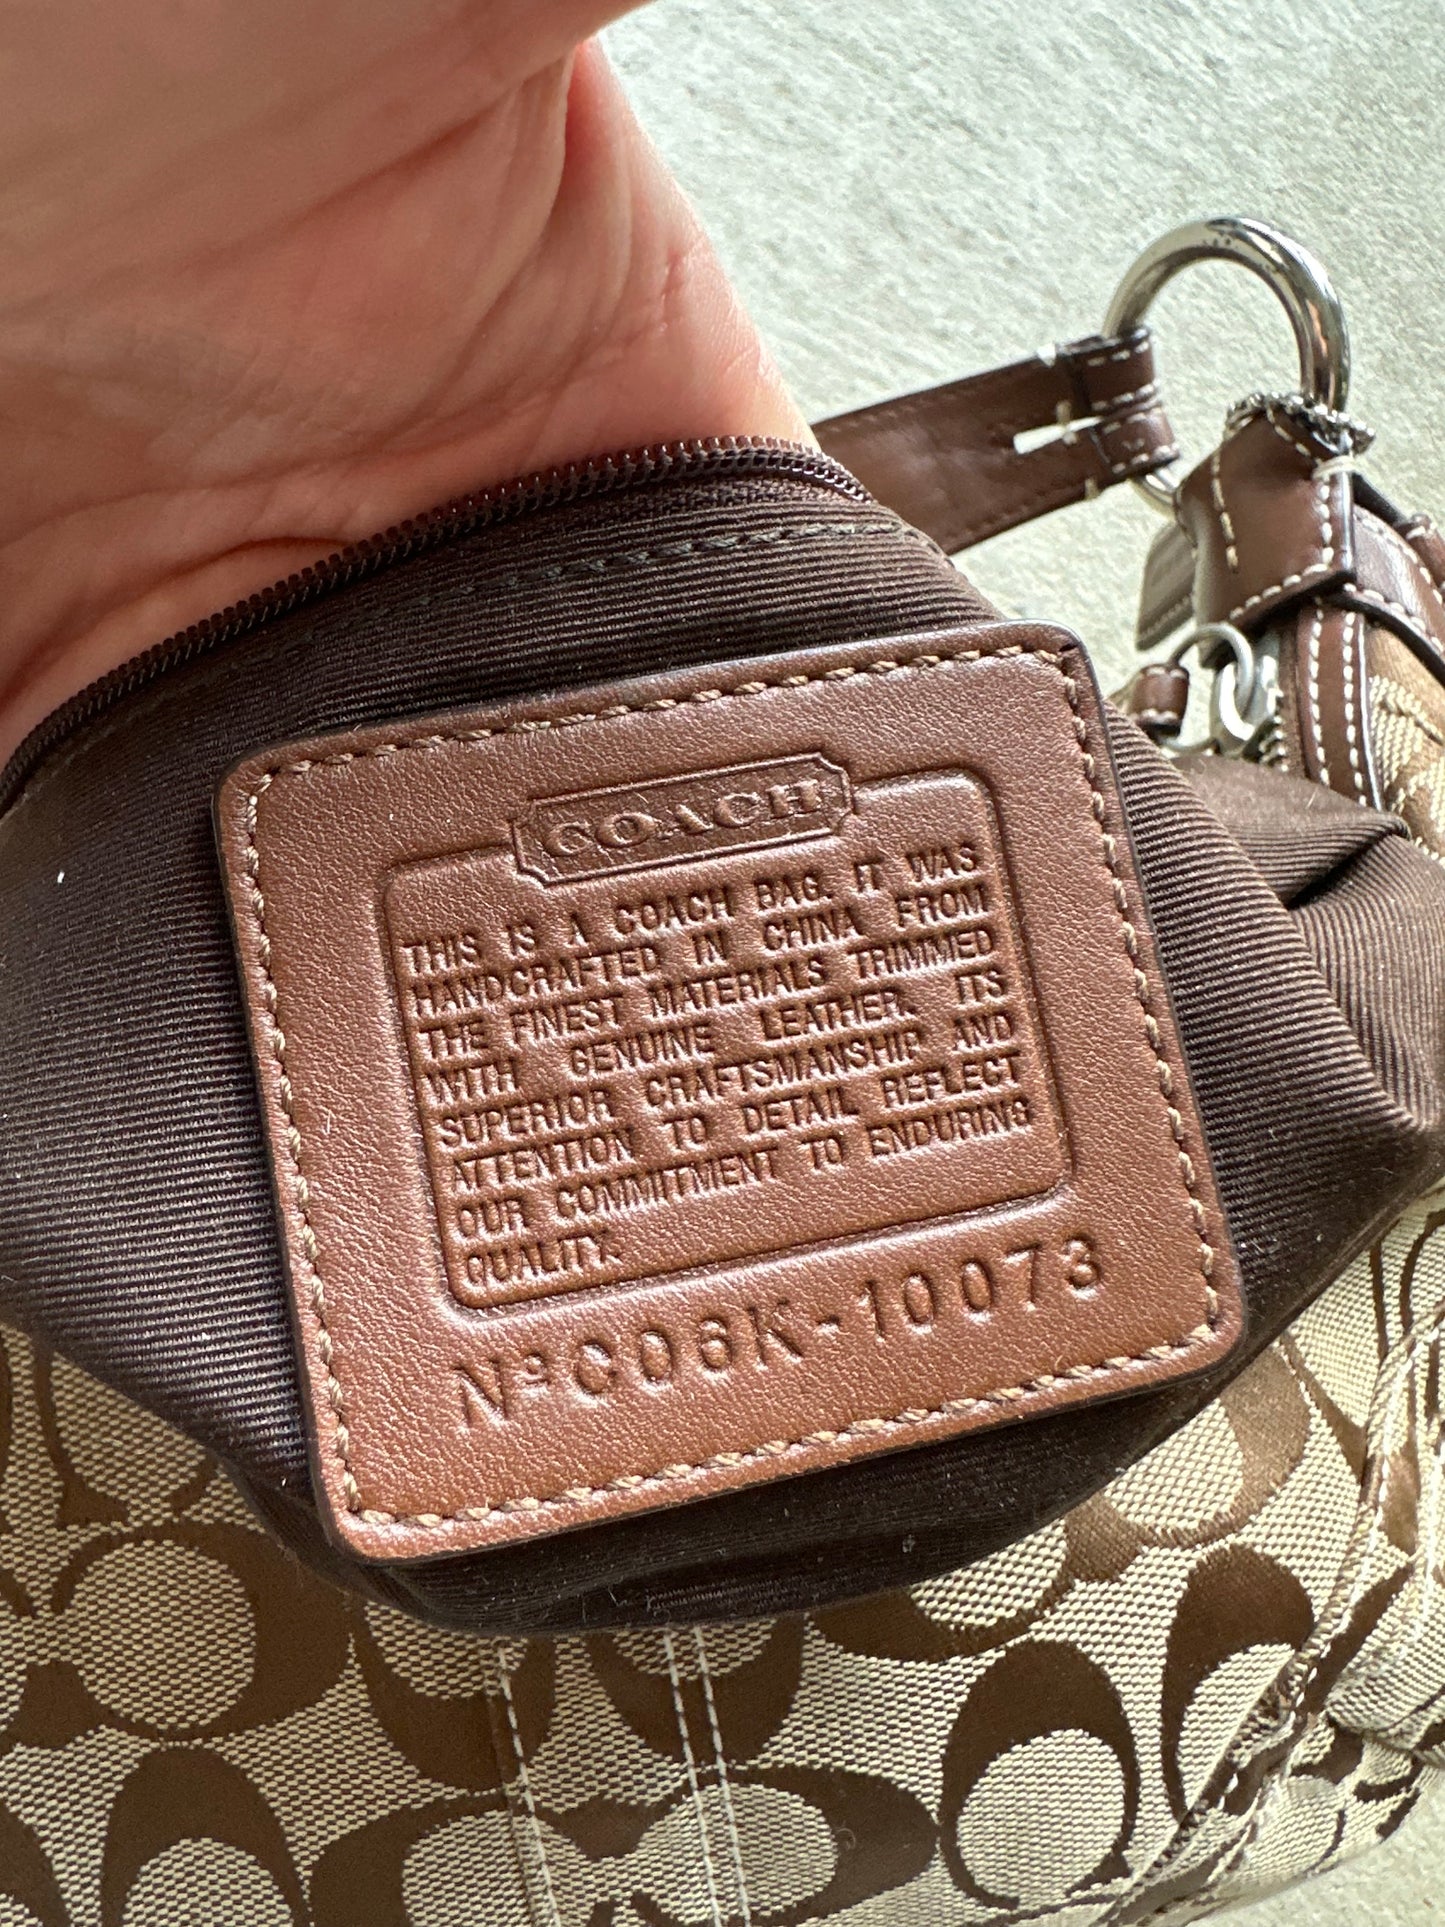 COACH
THIS IS A COACH BAG. IT WAS
HANDCRAFTED IN CHINA FROM
THE FINEST MATERIALS TRIMMED
WITH GENUINE LEATHER. ITS
SUPERIOR CRAFTSMANSHIP AND
ATTENTION TO DETAIL REFLECT
OUR COMMITMENT TO ENDURING
QUALITY.
Nº C06K-10073